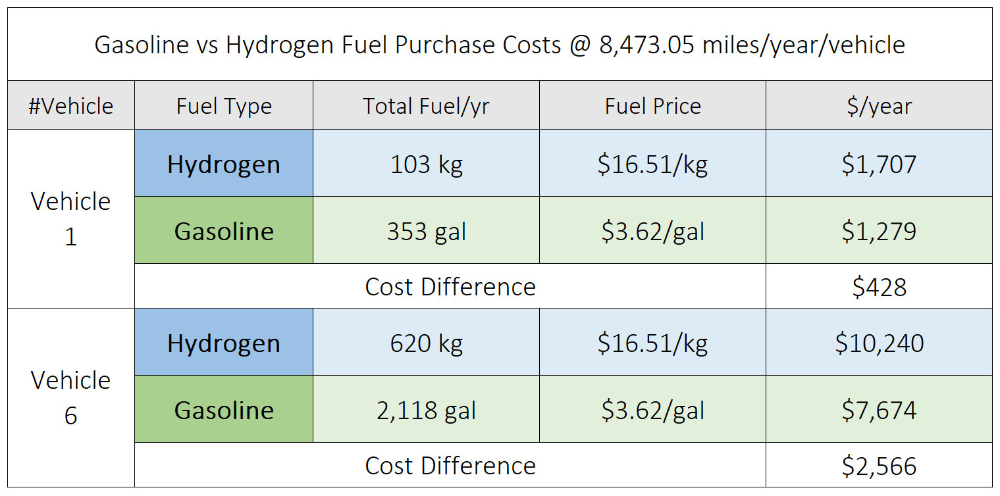 Gasoline vs Hydrogen Fuel Purchase Costs @ 8,473.05 miles/year/vehicle
#Vehicle Fuel Type Total Fuel/yr Fuel Price $/year
Vehicle
1
Hydrogen 103 kg $16.51/kg $1,707
Gasoline 353 gal $3.62/gal $1,279
Cost Difference $428
Vehicle
6
Hydrogen 620 kg $16.51/kg $10,240
Gasoline 2,118 gal $3.62/gal $7,674
Cost Difference $2,566